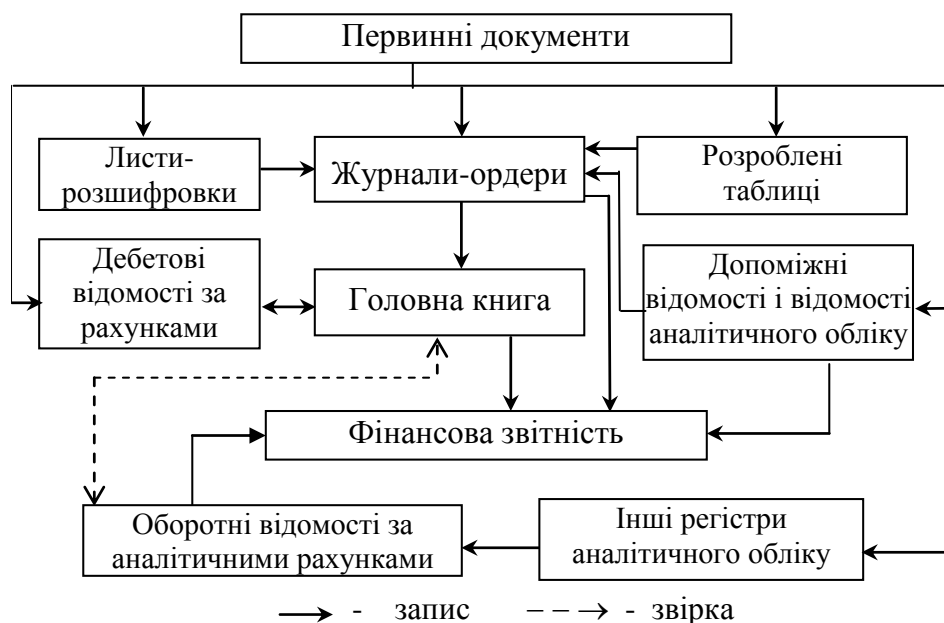 Первинні документи
Листи-
розшифровки
Журнали-ордери
Розроблені
таблиці
Дебетові
відомості за
рахунками
Головна книга
Допоміжні
відомості і відомості
аналітичного обліку
Фінансова звітність
Оборотні відомості за
аналітичними рахунками
Інші регістри
аналітичного обліку
- запис - звірка